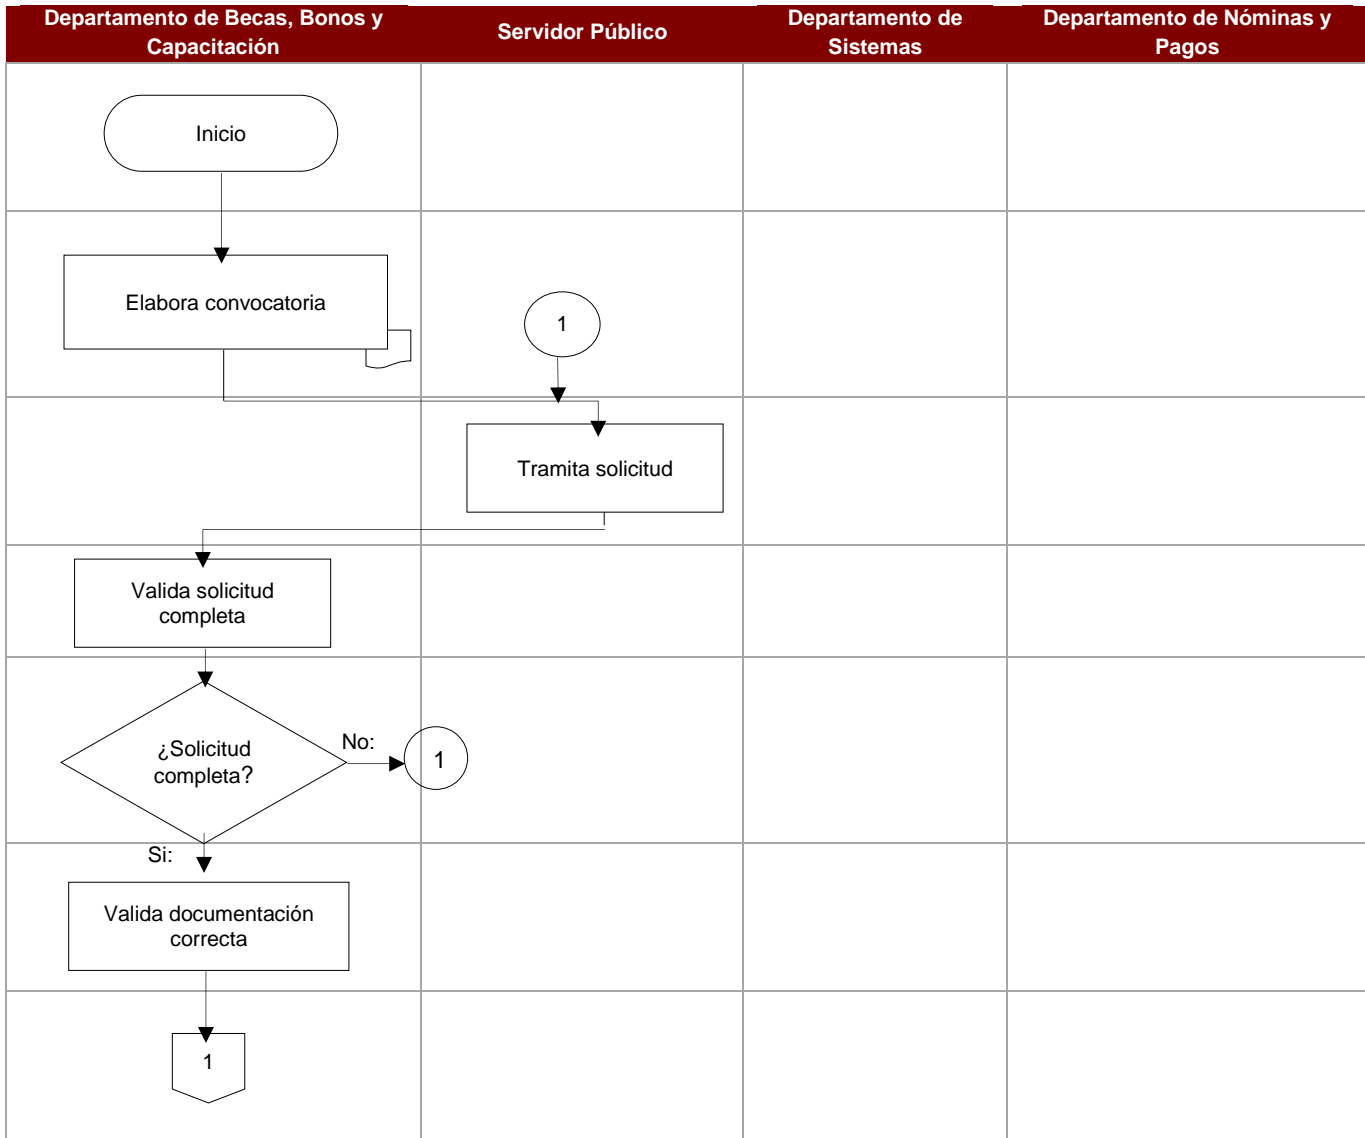 Departamento de Becas, Bonos y
Capacitación
Servidor Público
Departamento de
Sistemas
Departamento de Nóminas y
Pagos
Inicio
Elabora convocatoria
1
Tramita solicitud
Valida solicitud
completa
¿Solicitud
completa?
No:
1
Si:
Valida documentación
correcta
1